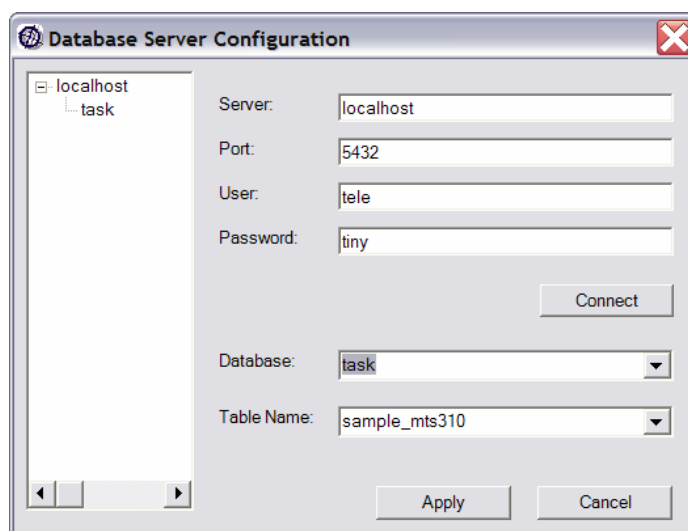 Database Server Configuration
localhost
task
Server: localhost
Port: 5432
User: tele
Password: tiny
Connect
Database: task
Table Name: sample_mts310
Apply Cancel